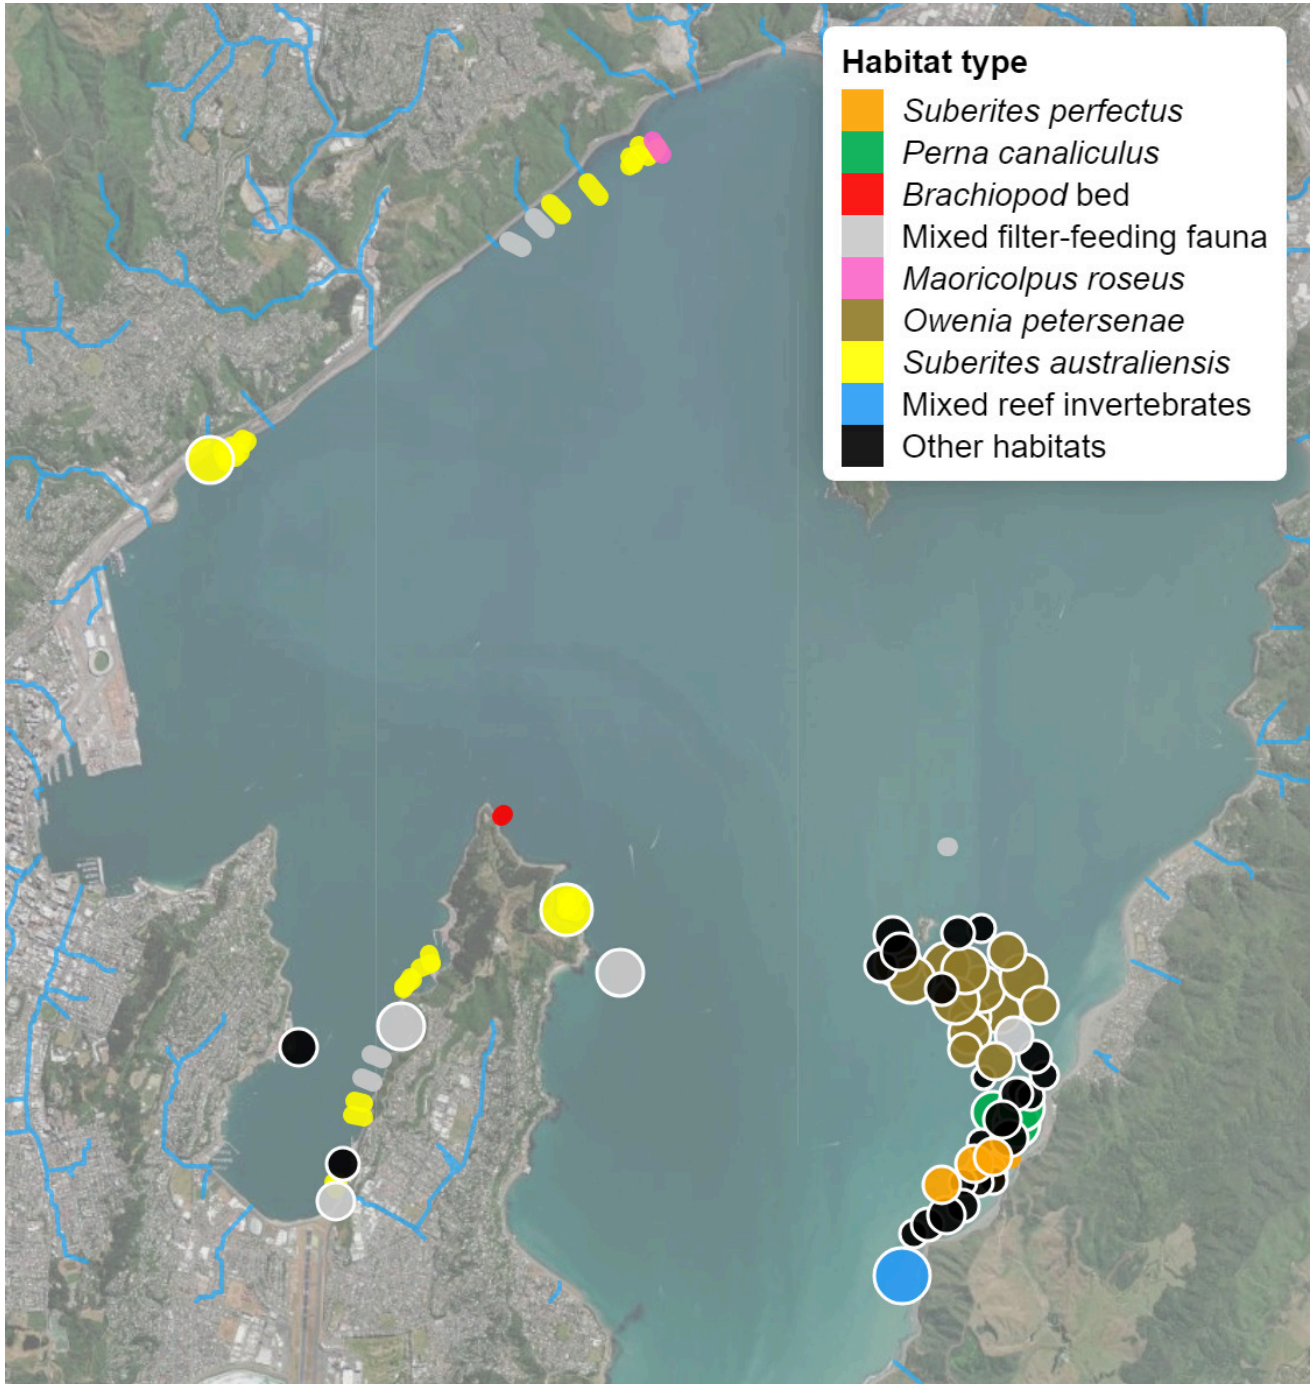 Habitat type
Suberites perfectus
Perna canaliculus
Brachiopod bed
Mixed filter-feeding fauna
Maoricolpus roseus
Owenia petersenae
Suberites australiensis
Mixed reef invertebrates
Other habitats